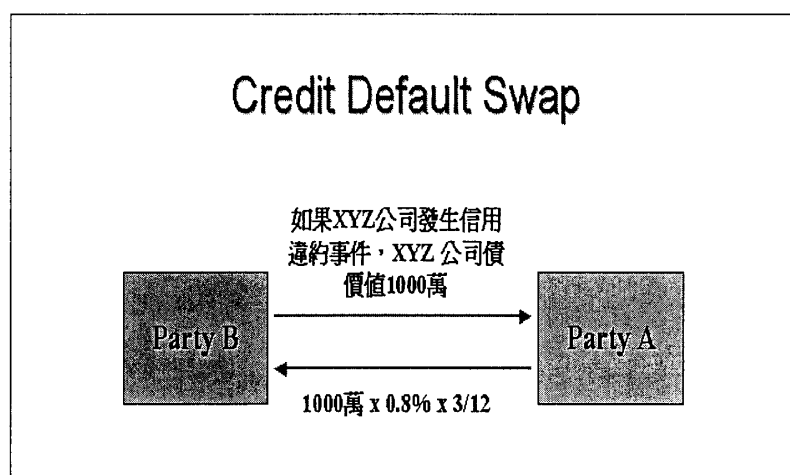 Credit Default Swap
如果XYZ公司發生信用
違約事件，XYZ 公司債
價值1000萬
Party B
Party A
1000萬 x 0.8% x 3/12